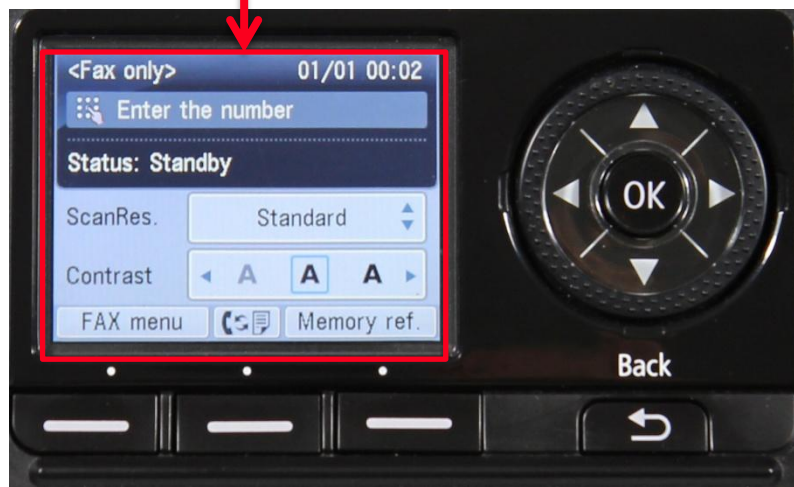 <Fax only> 01/01 00:02
Enter the number
Status: Standby
ScanRes. Standard
Contrast A A A
FAX menu Memory ref.
OK
Back